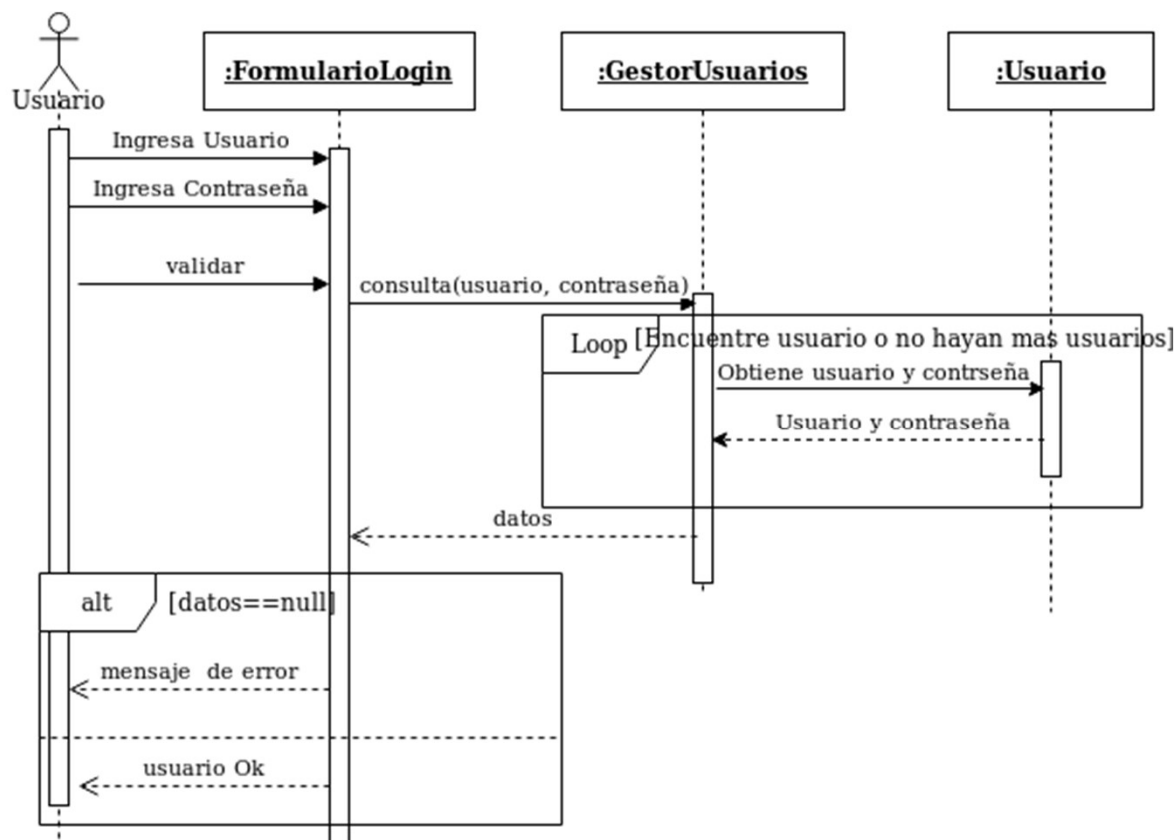 Usuario
:FormularioLogin
:GestorUsuarios
:Usuario
Ingresa Usuario
Ingresa Contraseña
validar
consulta(usuario, contraseña)
Loop
[Encuentre usuario o no hayan mas usuarios]
Obtiene usuario y contrseña
Usuario y contraseña
datos
alt
[datos==null]
mensaje de error
usuario Ok